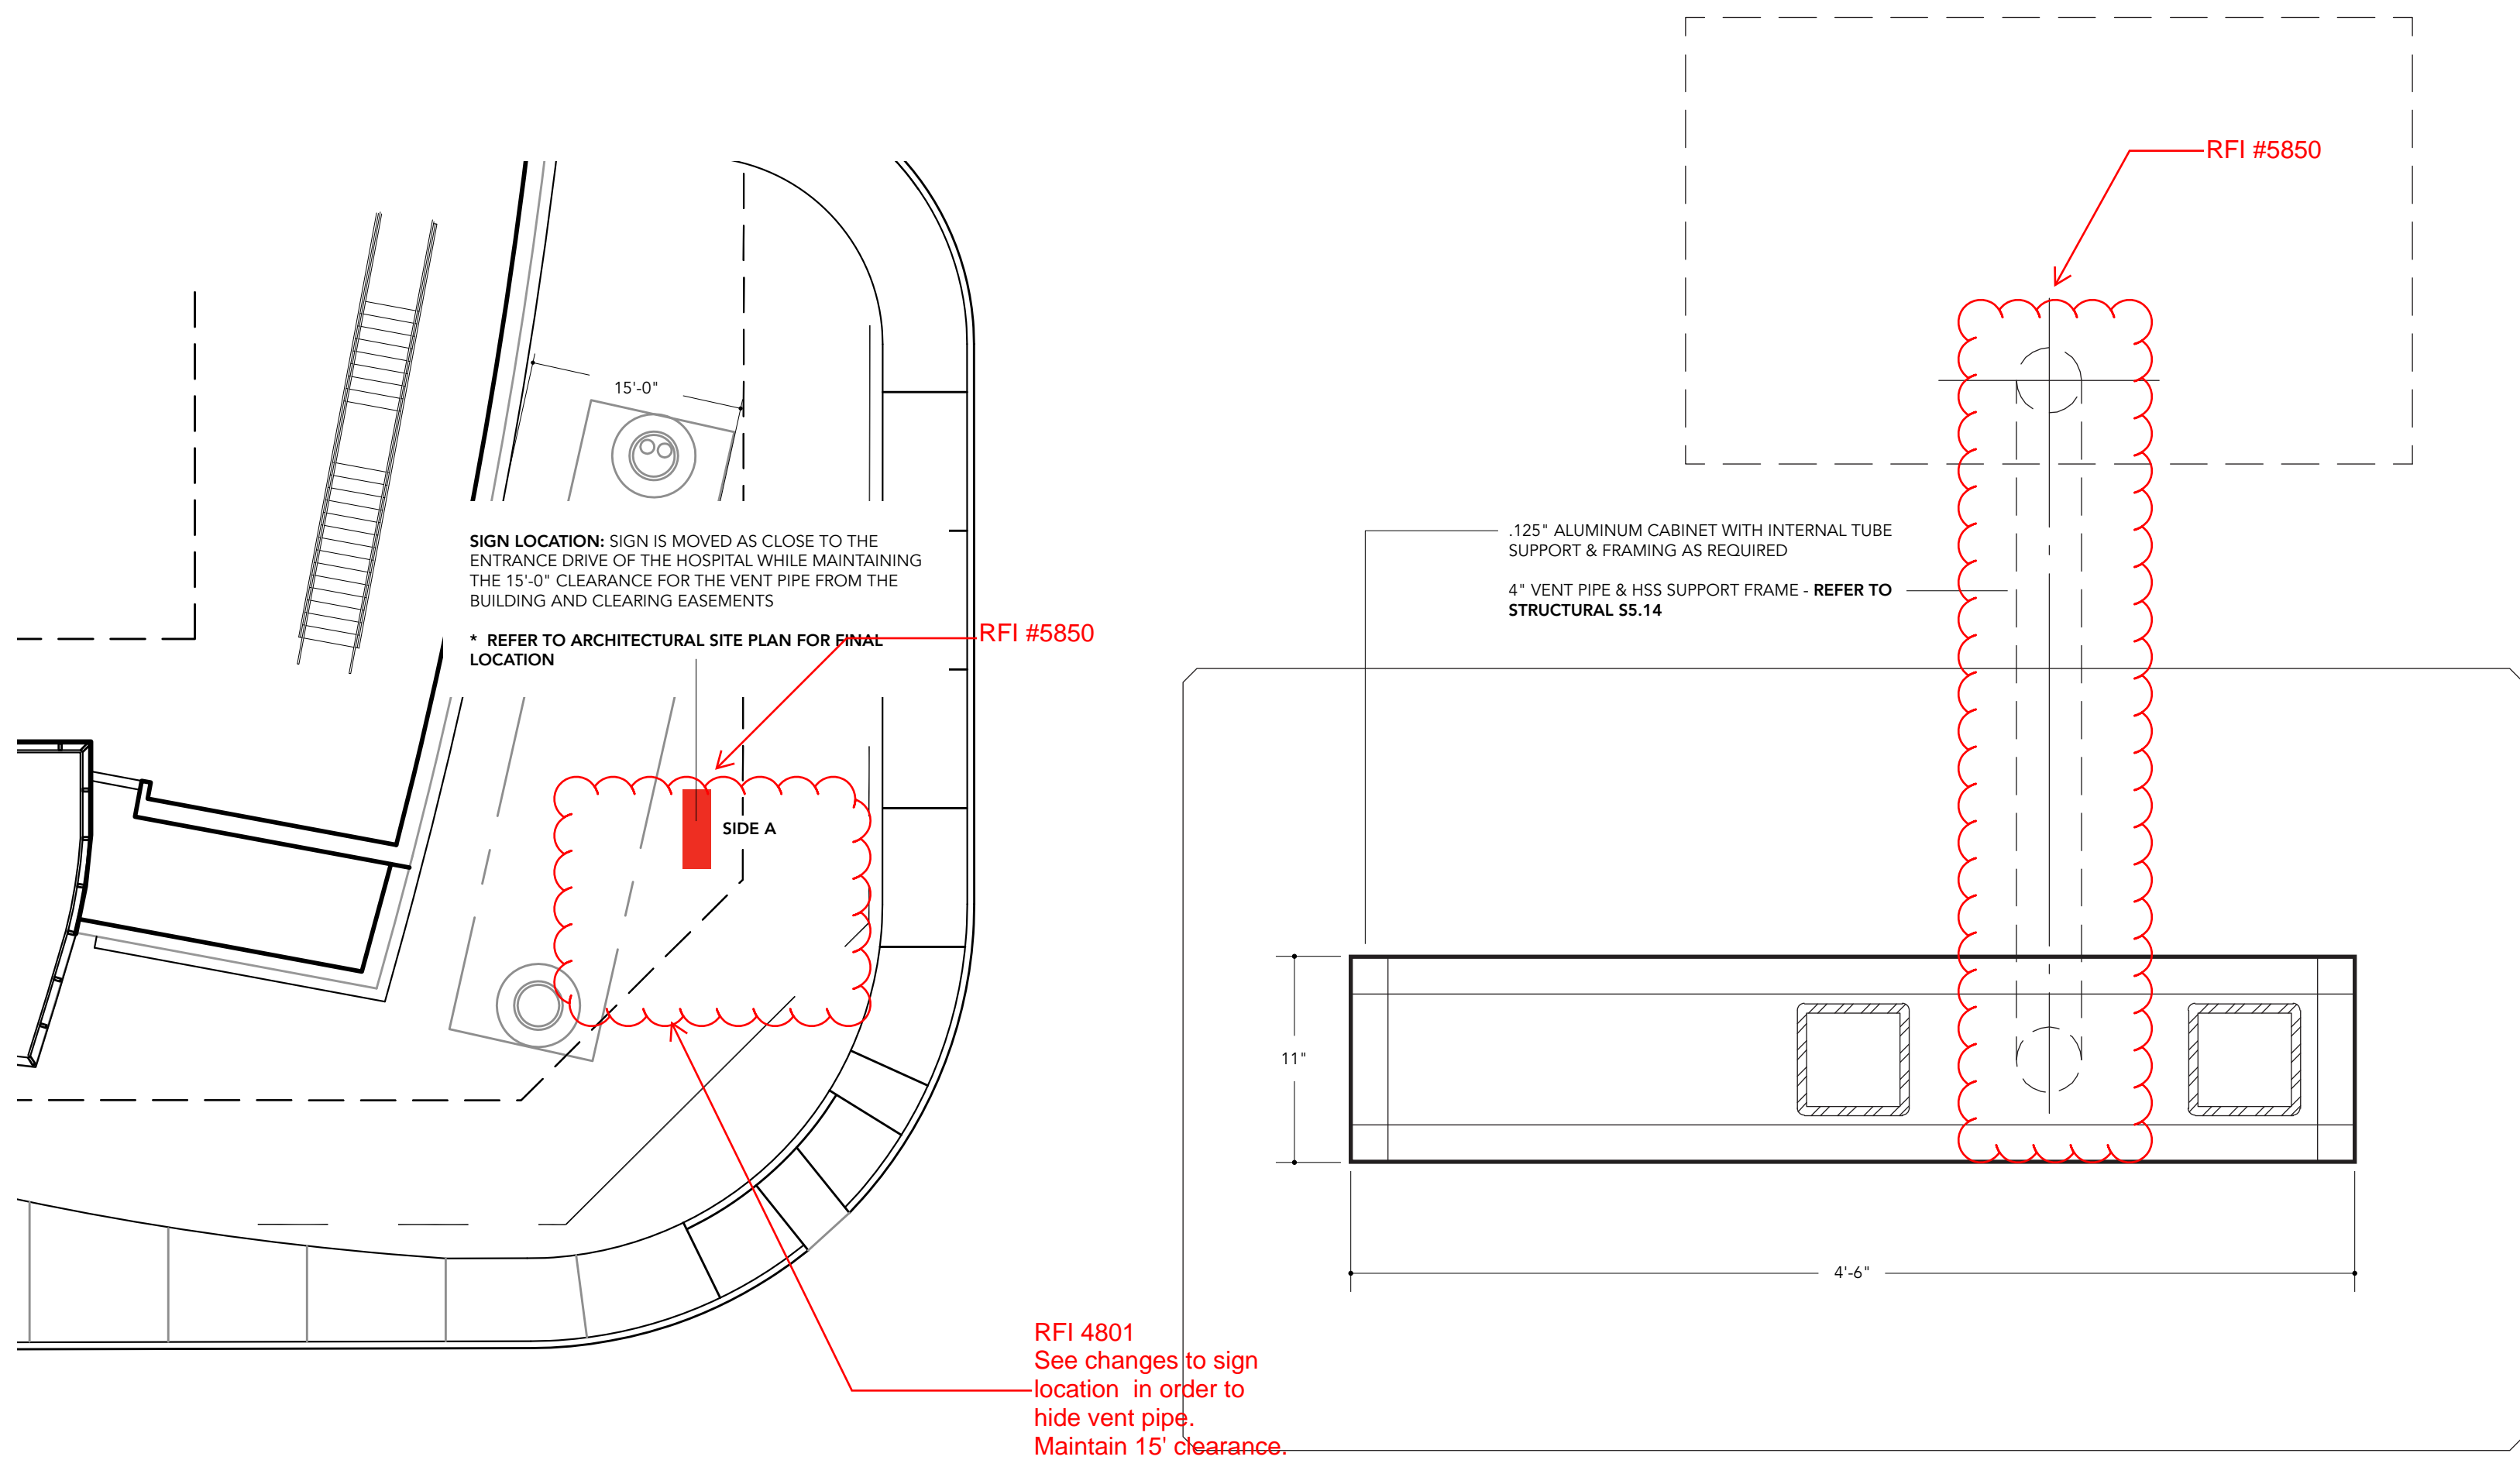 RFI #5850
15'-0"
SIGN LOCATION: SIGN IS MOVED AS CLOSE TO THE
ENTRANCE DRIVE OF THE HOSPITAL WHILE MAINTAINING
THE 15'-0" CLEARANCE FOR THE VENT PIPE FROM THE
BUILDING AND CLEARING EASEMENTS
* REFER TO ARCHITECTURAL SITE PLAN FOR FINAL
LOCATION
RFI #5850
.125" ALUMINUM CABINET WITH INTERNAL TUBE
SUPPORT & FRAMING AS REQUIRED
4" VENT PIPE & HSS SUPPORT FRAME - REFER TO
STRUCTURAL S5.14
SIDE A
11"
4'-6"
RFI 4801
See changes to sign
location in order to
hide vent pipe.
Maintain 15' clearance.